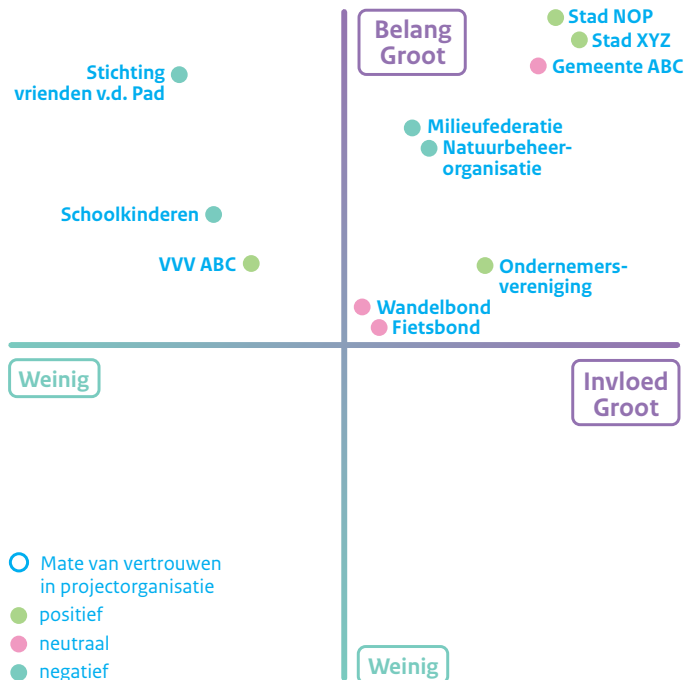 Belang
Groot
Stad NOP
Stad XYZ
Gemeente ABC
Stichting
vrienden v.d. Pad
Milieufederatie
Natuurbeheer-
organisatie
Schoolkinderen
VVV ABC
Ondernemers-
vereniging
Wandelbond
Fietsbond
Weinig
Invloed
Groot
Mate van vertrouwen
in projectorganisatie
positief
neutraal
negatief
Weinig